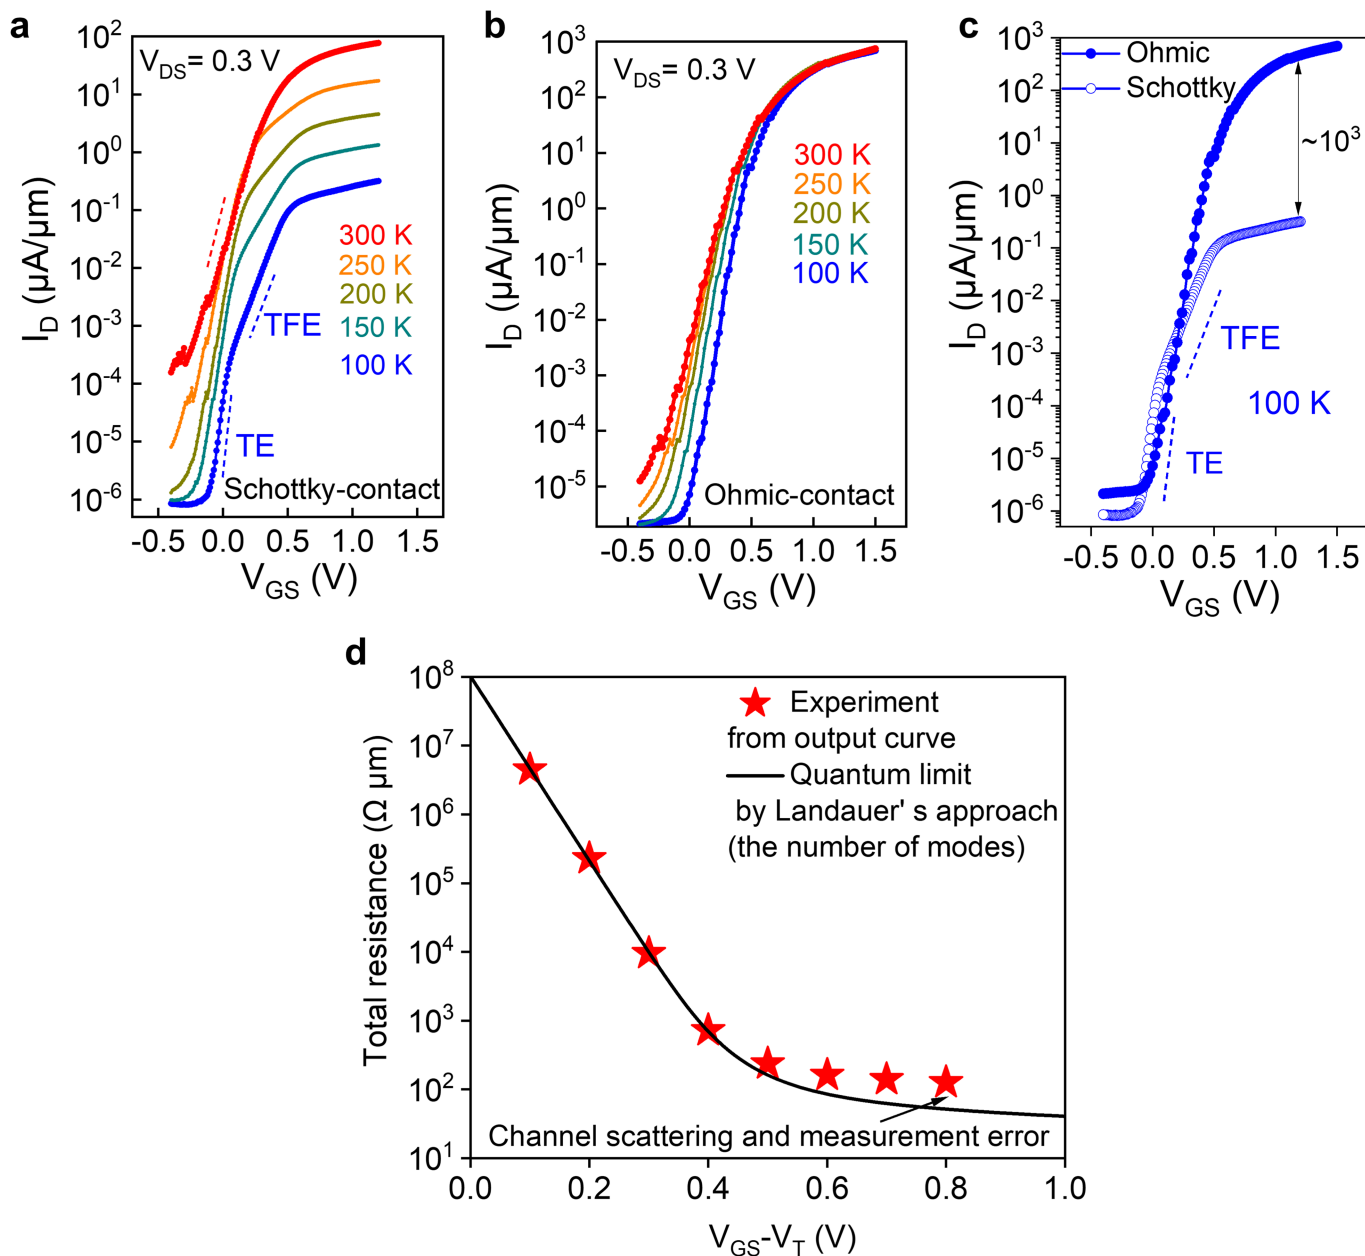 a
V_DS= 0.3 V
10^2
10^1
10^0
10^-1
10^-2
10^-3
10^-4
10^-5
10^-6
I_D (μA/μm)
300 K
250 K
200 K
150 K
100 K
TFE
TE
Schottky-contact
-0.5 0.0 0.5 1.0 1.5
V_GS (V)
b
V_DS= 0.3 V
10^3
10^2
10^1
10^0
10^-1
10^-2
10^-3
10^-4
10^-5
I_D (μA/μm)
300 K
250 K
200 K
150 K
100 K
Ohmic-contact
-0.5 0.0 0.5 1.0 1.5
V_GS (V)
c
Ohmic
Schottky
10^3
10^2
10^1
10^0
10^-1
10^-2
10^-3
10^-4
10^-5
10^-6
I_D (μA/μm)
~10^3
TFE
100 K
TE
-0.5 0.0 0.5 1.0 1.5
V_GS (V)
d
10^8
10^7
10^6
10^5
10^4
10^3
10^2
10^1
Total resistance (Ω μm)
Experiment
from output curve
Quantum limit
by Landauer' s approach
(the number of modes)
Channel scattering and measurement error
0.0 0.2 0.4 0.6 0.8 1.0
V_GS-V_T (V)